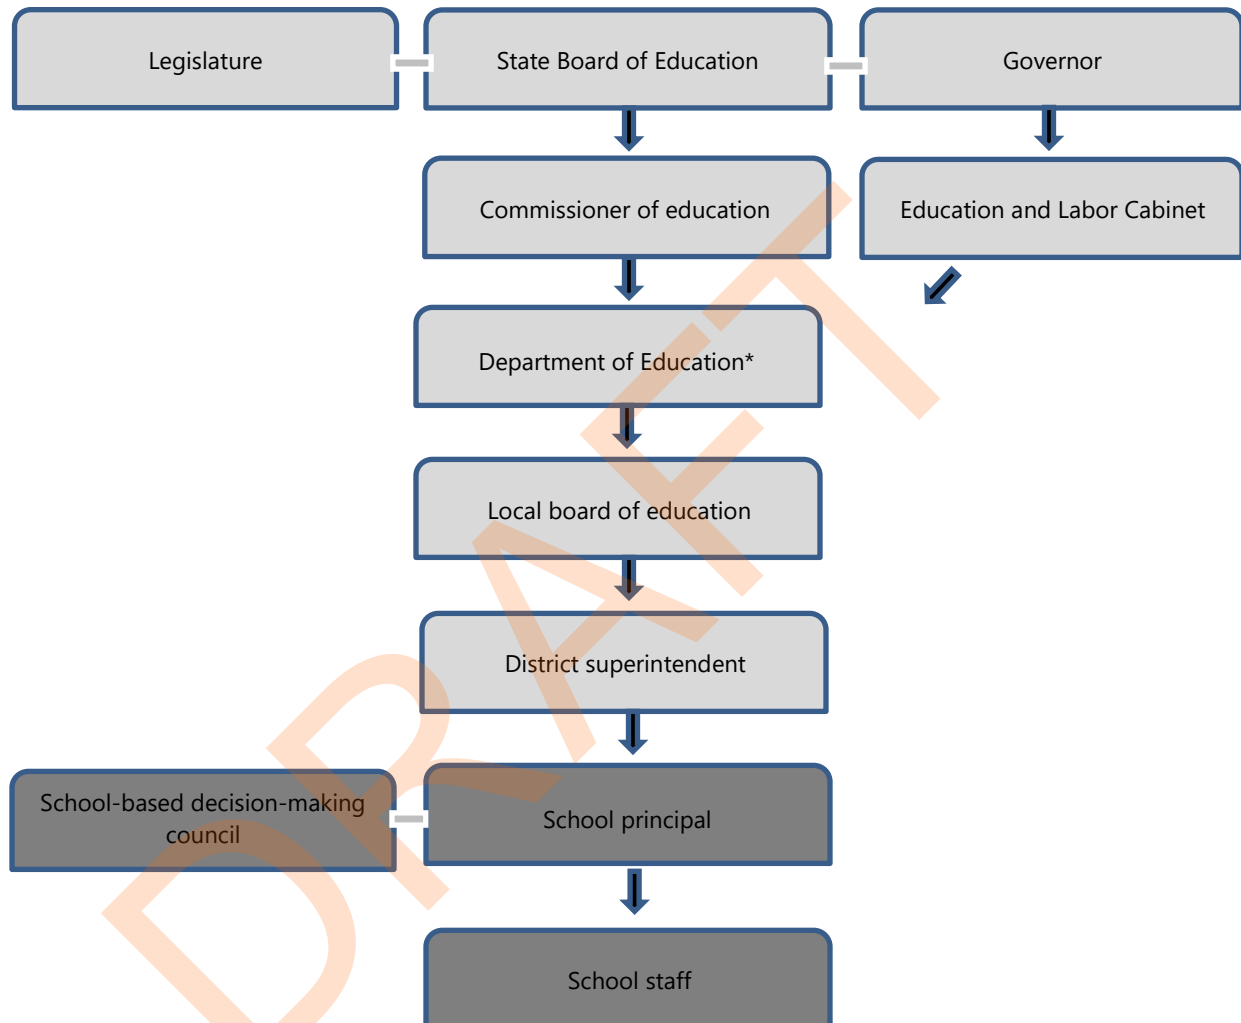 Legislature
State Board of Education
Governor
Commissioner of education
Education and Labor Cabinet
Department of Education*
Local board of education
District superintendent
School-based decision-making
council
School principal
School staff
DRAFT